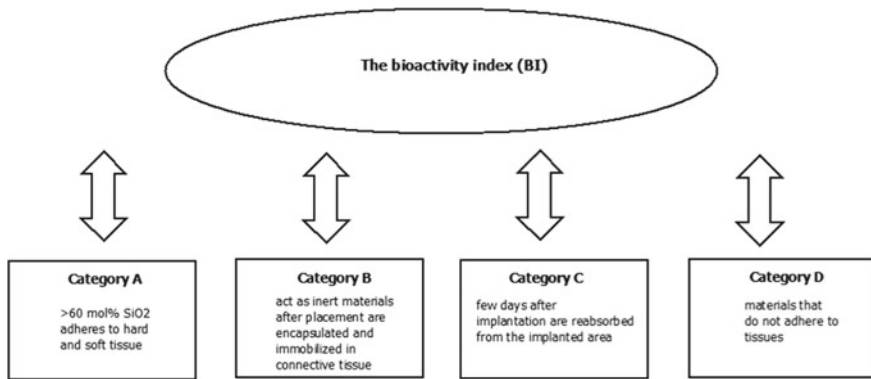 The bioactivity index (BI)
Category A
>60 mol% SiO2
adheres to hard
and soft tissue
Category B
act as inert materials
after placement are
encapsulated and
immobilized in
connective tissue
Category C
few days after
implantation are reabsorbed
from the implanted area
Category D
materials that
do not adhere to
tissues